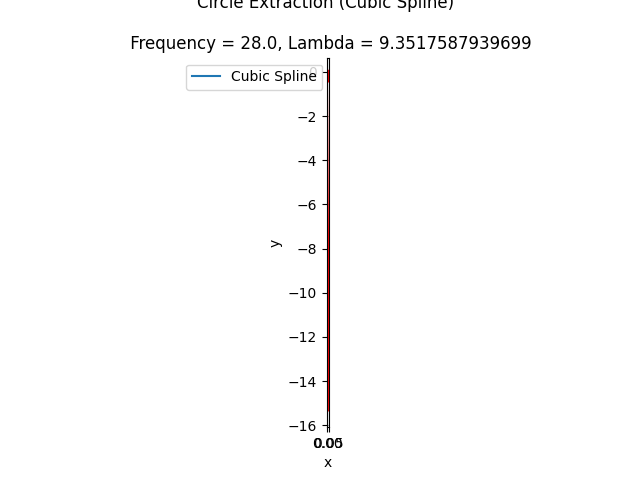 Circle Extraction (Cubic Spline)
Frequency = 28.0, Lambda = 9.3517587939699
Cubic Spline
0
−2
−4
−6
y
−8
−10
−12
−14
−16
x